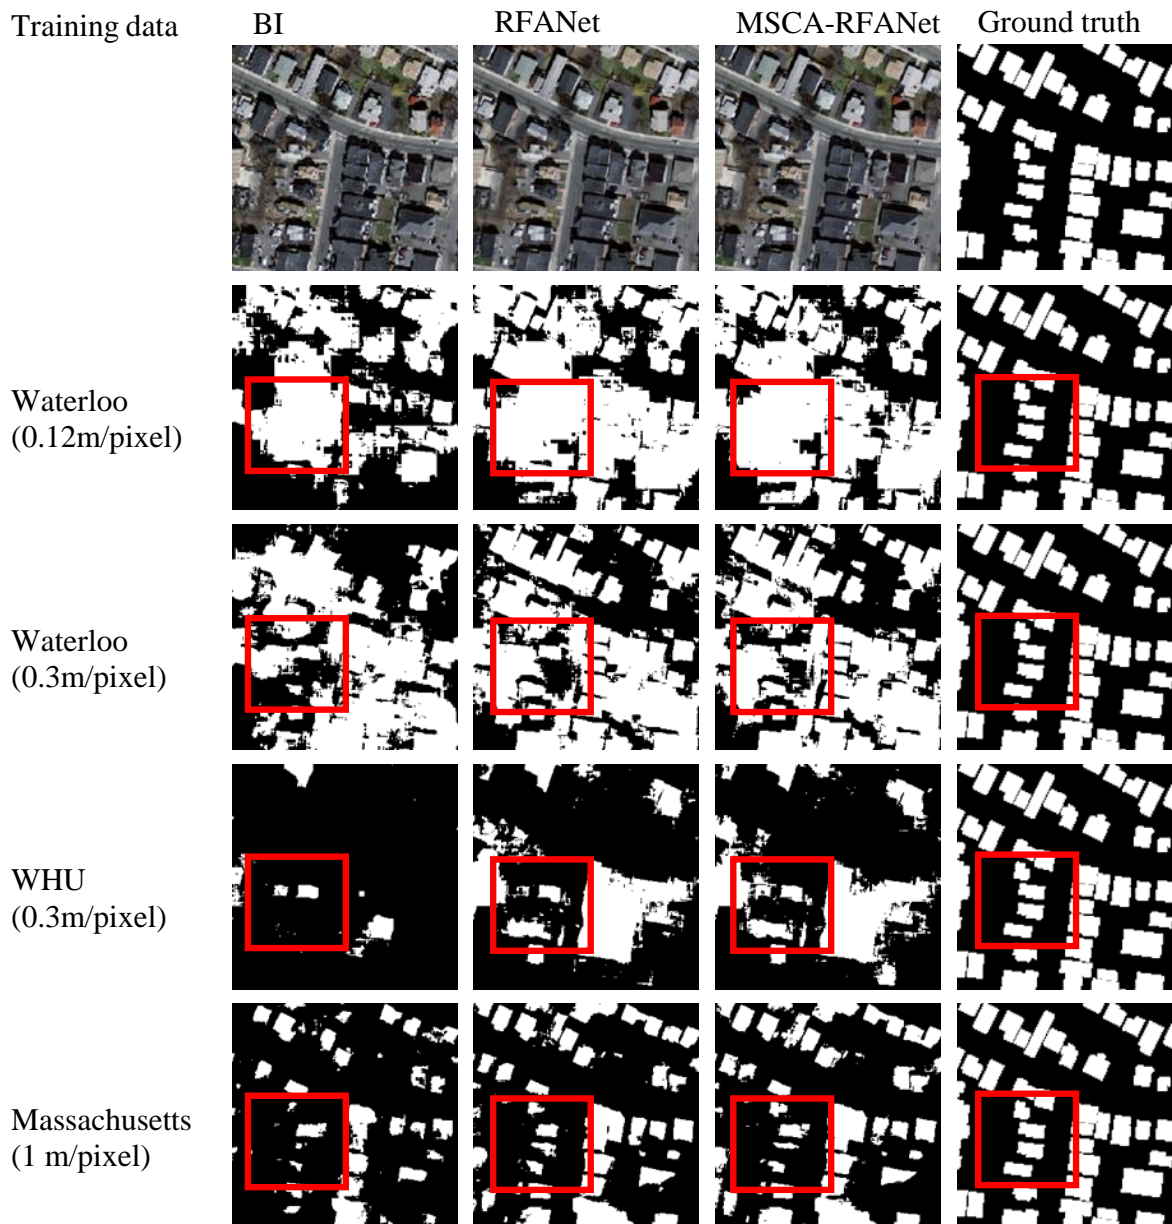 Training data BI RFANet MSCA-RFANet Ground truth
Waterloo
(0.12m/pixel)
Waterloo
(0.3m/pixel)
WHU
(0.3m/pixel)
Massachusetts
(1 m/pixel)